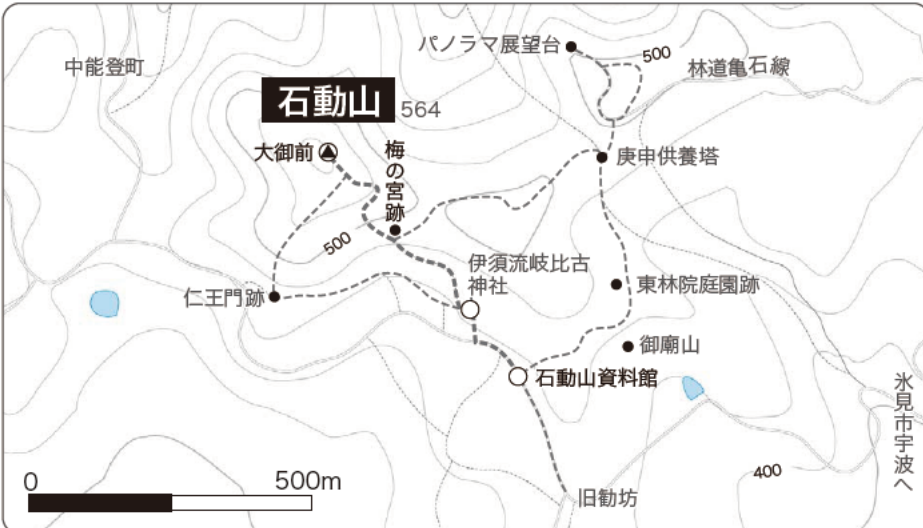 パノラマ展望台
500
林道亀石線
中能登町
石動山
564
大御前
梅の宮跡
庚申供養塔
500
伊須流岐比古
神社
仁王門跡
東林院庭園跡
御廟山
石動山資料館
氷見市宇波へ
400
旧勧坊
0
500m